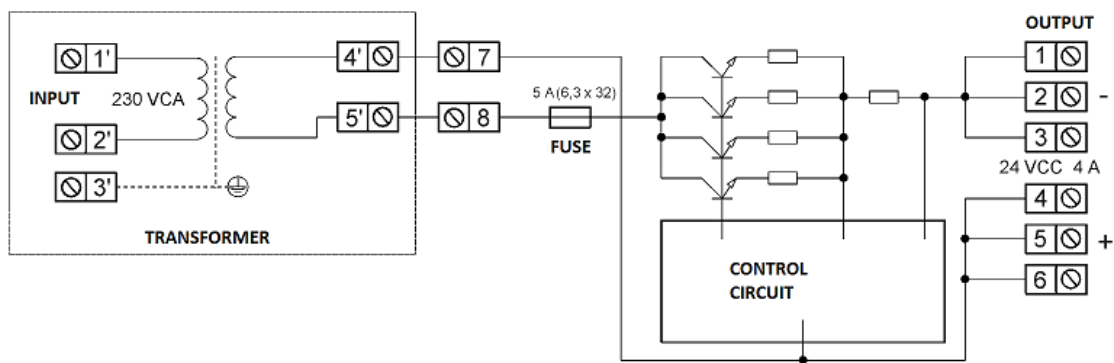 OUTPUT
1' 4' 7 1
INPUT 230 VCA 5 A(6,3 x 32) 2 -
2' 5' 8 FUSE 3
24 VCC 4 A
3' 4
TRANSFORMER 5 +
CONTROL 6
CIRCUIT